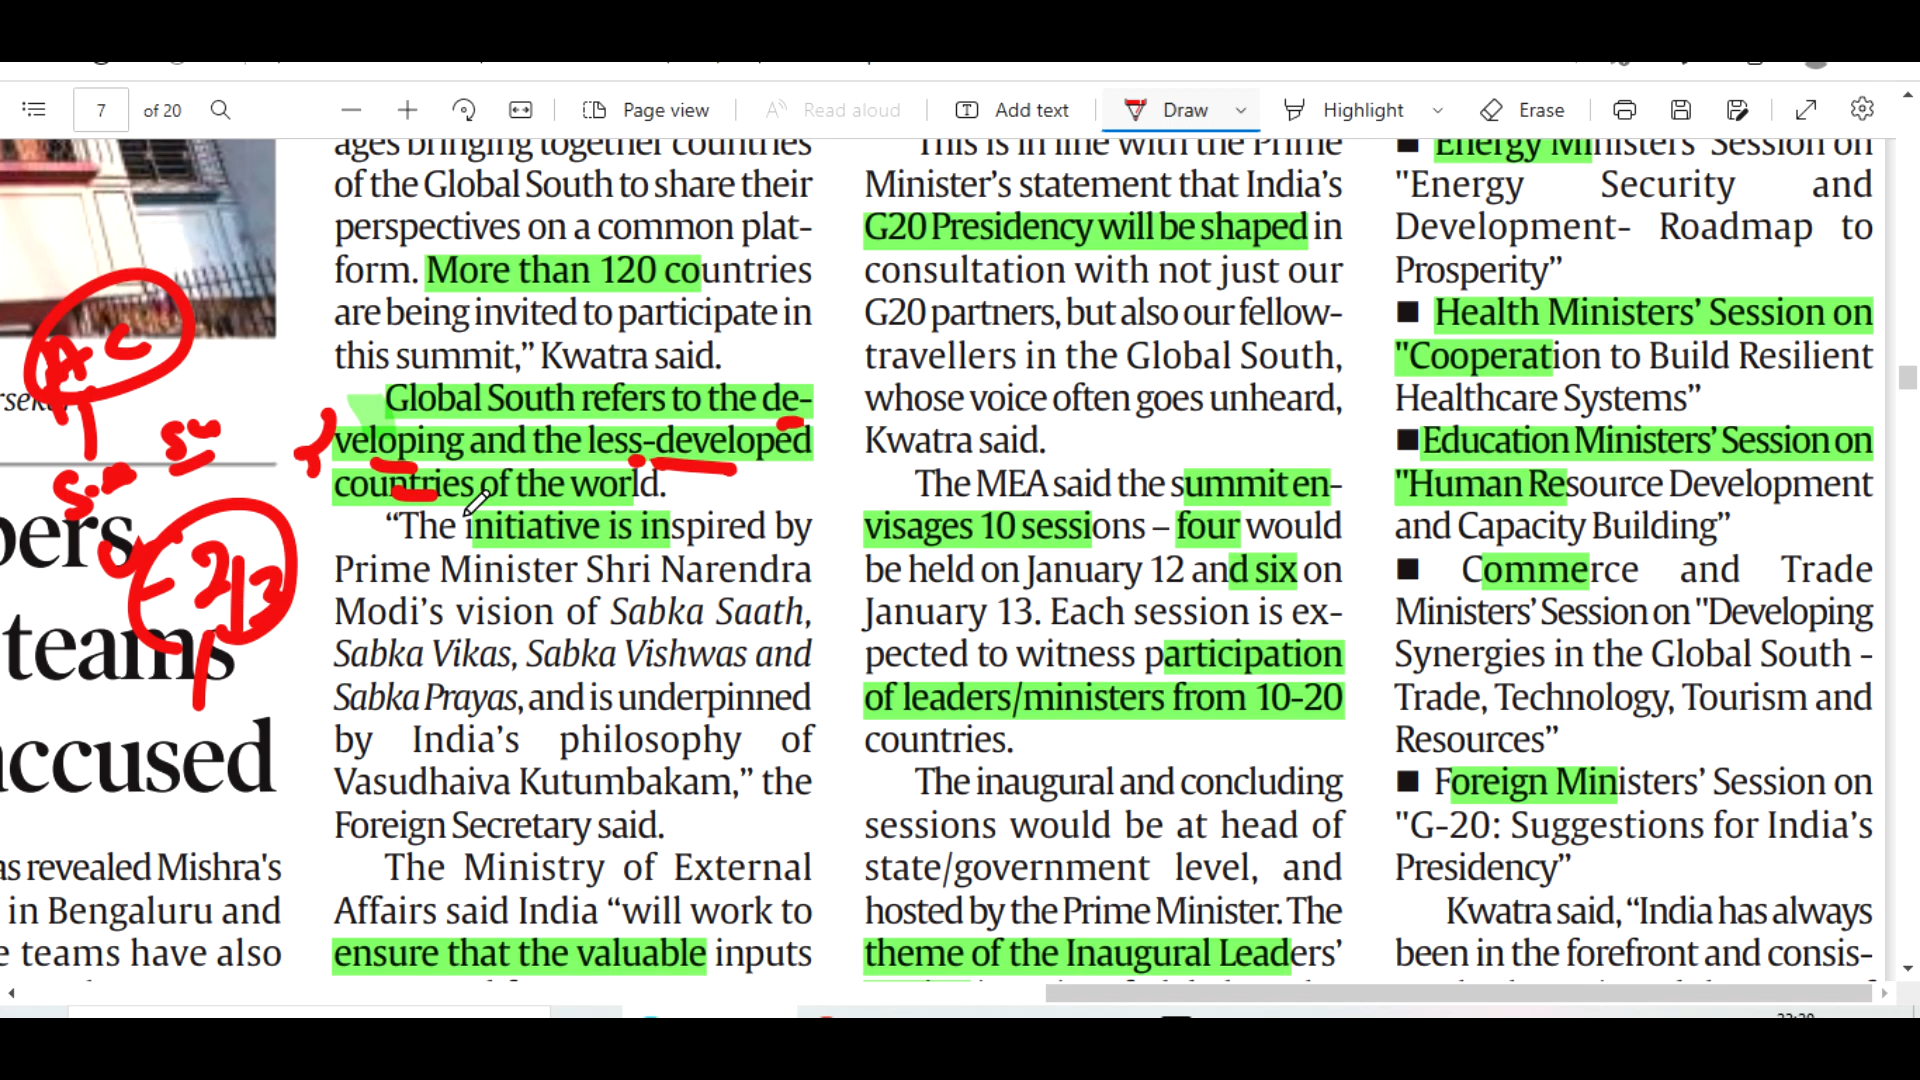 7 of 20 Page view Read aloud Add text Draw Highlight Erase
pers
teams
accused
as revealed Mishra's
in Bengaluru and
e teams have also
ages bringing together countries
of the Global South to share their
perspectives on a common plat-
form. More than 120 countries
are being invited to participate in
this summit,” Kwatra said.
Global South refers to the de-
veloping and the less-developed
countries of the world.
“The initiative is inspired by
Prime Minister Shri Narendra
Modi’s vision of Sabka Saath,
Sabka Vikas, Sabka Vishwas and
Sabka Prayas, and is underpinned
by India’s philosophy of
Vasudhaiva Kutumbakam,” the
Foreign Secretary said.
The Ministry of External
Affairs said India “will work to
ensure that the valuable inputs
This is in line with the Prime
Minister’s statement that India’s
G20 Presidency will be shaped in
consultation with not just our
G20 partners, but also our fellow-
travellers in the Global South,
whose voice often goes unheard,
Kwatra said.
The MEA said the summit en-
visages 10 sessions – four would
be held on January 12 and six on
January 13. Each session is ex-
pected to witness participation
of leaders/ministers from 10-20
countries.
The inaugural and concluding
sessions would be at head of
state/government level, and
hosted by the Prime Minister. The
theme of the Inaugural Leaders’
■ Energy Ministers’ Session on
"Energy Security and
Development- Roadmap to
Prosperity”
■ Health Ministers’ Session on
"Cooperation to Build Resilient
Healthcare Systems”
■Education Ministers’ Session on
"Human Resource Development
and Capacity Building”
■ Commerce and Trade
Ministers’ Session on "Developing
Synergies in the Global South -
Trade, Technology, Tourism and
Resources”
■ Foreign Ministers’ Session on
"G-20: Suggestions for India’s
Presidency”
Kwatra said, “India has always
been in the forefront and consis-